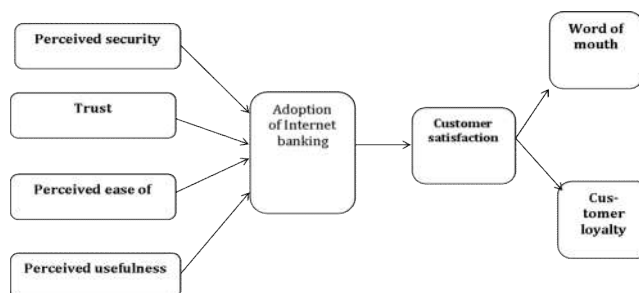 Perceived security
Trust
Perceived ease of
Perceived usefulness
Adoption
of Internet
banking
Customer
satisfaction
Word of
mouth
Cus-
tomer
loyalty